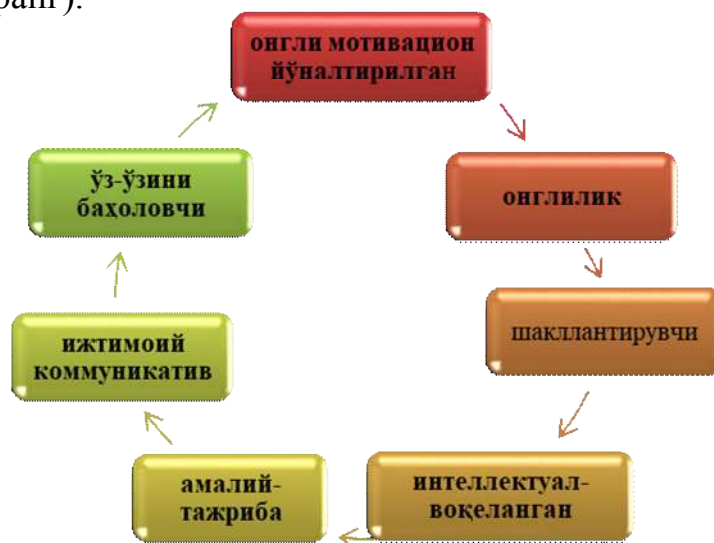 онгли мотивацион
йўналтирилган
онглилик
шакллантирувчи
интеллектуал-
воқеланган
амалий-
тажриба
ижтимоий
коммуникатив
ўз-ўзини
баҳоловчи